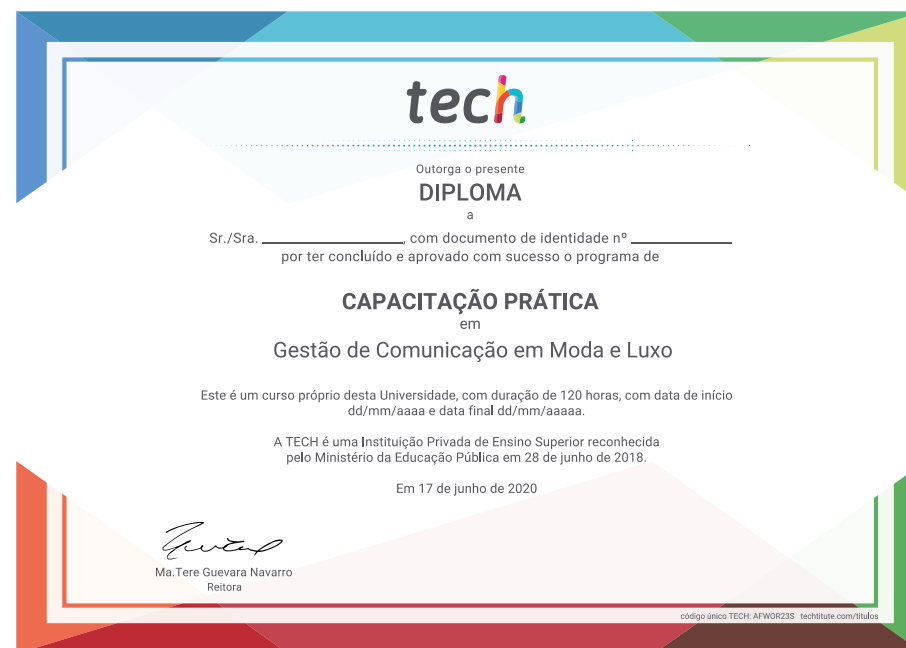 tech
Outorga o presente
DIPLOMA
a
Sr./Sra. ________________, com documento de identidade nº ____________
por ter concluído e aprovado com sucesso o programa de
CAPACITAÇÃO PRÁTICA
em
Gestão de Comunicação em Moda e Luxo
Este é um curso próprio desta Universidade, com duração de 120 horas, com data de início
dd/mm/aaaa e data final dd/mm/aaaaa.
A TECH é uma Instituição Privada de Ensino Superior reconhecida
pelo Ministério da Educação Pública em 28 de junho de 2018.
Em 17 de junho de 2020
Ma.Tere Guevara Navarro
Reitora
código único TECH: AFWOR23S techtitute.com/titulos